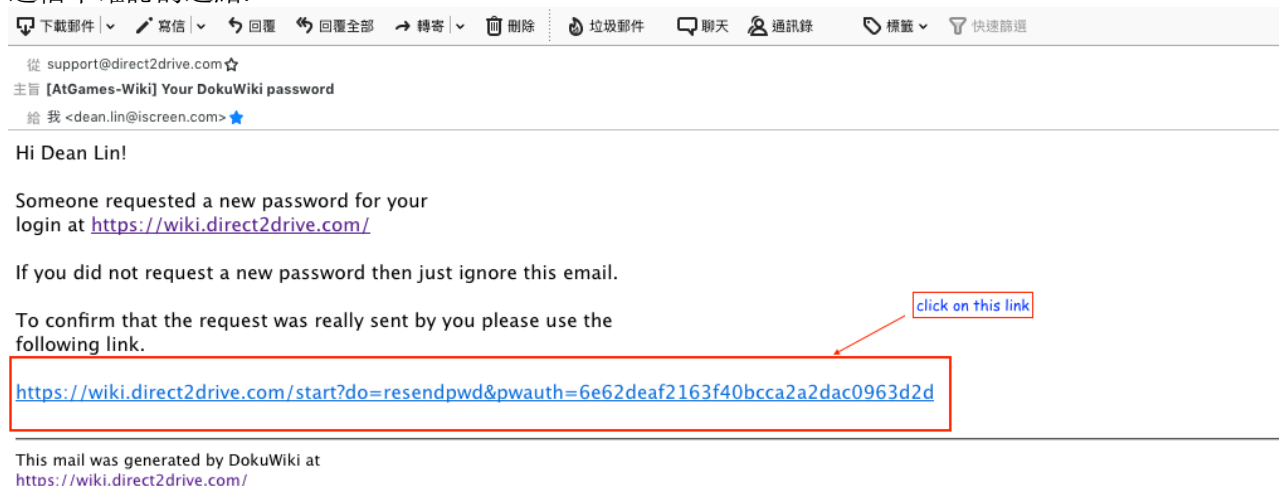 下載郵件 寫信 回覆 回覆全部 轉寄 刪除 垃圾郵件 聊天 通訊錄 標籤 快速篩選
從 support@direct2drive.com
主旨 [AtGames-Wiki] Your DokuWiki password
給 我 <dean.lin@iscreen.com>
Hi Dean Lin!
Someone requested a new password for your
login at https://wiki.direct2drive.com/
If you did not request a new password then just ignore this email.
click on this link
To confirm that the request was really sent by you please use the
following link.
https://wiki.direct2drive.com/start?do=resendpwd&pwauth=6e62deaf2163f40bcca2a2dac0963d2d
This mail was generated by DokuWiki at
https://wiki.direct2drive.com/